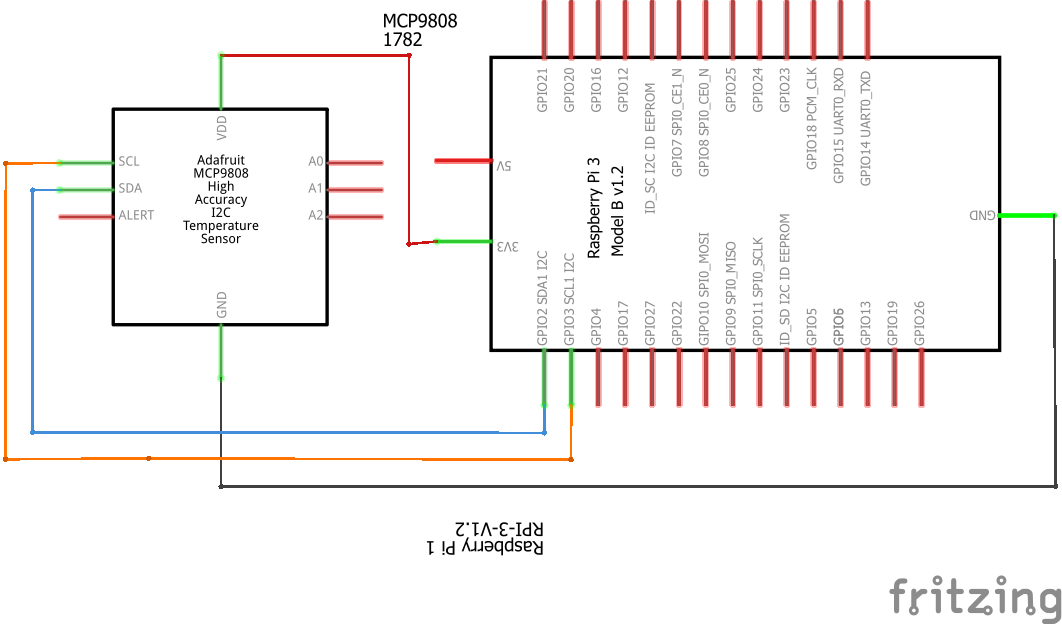 MCP9808
1782
VDD
SCL
SDA
ALERT
A0
A1
A2
Adafruit
MCP9808
High
Accuracy
I2C
Temperature
Sensor
GND
GPIO21
GPIO20
GPIO16
GPIO12
ID_SC I2C ID EEPROM
GPIO7 SPI0_CE1_N
GPIO8 SPI0_CE0_N
GPIO25
GPIO24
GPIO23
GPIO18 PCM_CLK
GPIO15 UART0_RXD
GPIO14 UART0_TXD
5V
3V3
Raspberry Pi 3
Model B v1.2
GND
GPIO2 SDA1 I2C
GPIO3 SCL1 I2C
GPIO4
GPIO17
GPIO27
GPIO22
GIPO10 SPI0_MOSI
GPIO9 SPI0_MISO
GPIO11 SPI0_SCLK
ID_SD I2C ID EEPROM
GPIO5
GPIO6
GPIO13
GPIO19
GPIO26
Raspberry Pi 1
RPI-3-V1.2
fritzing